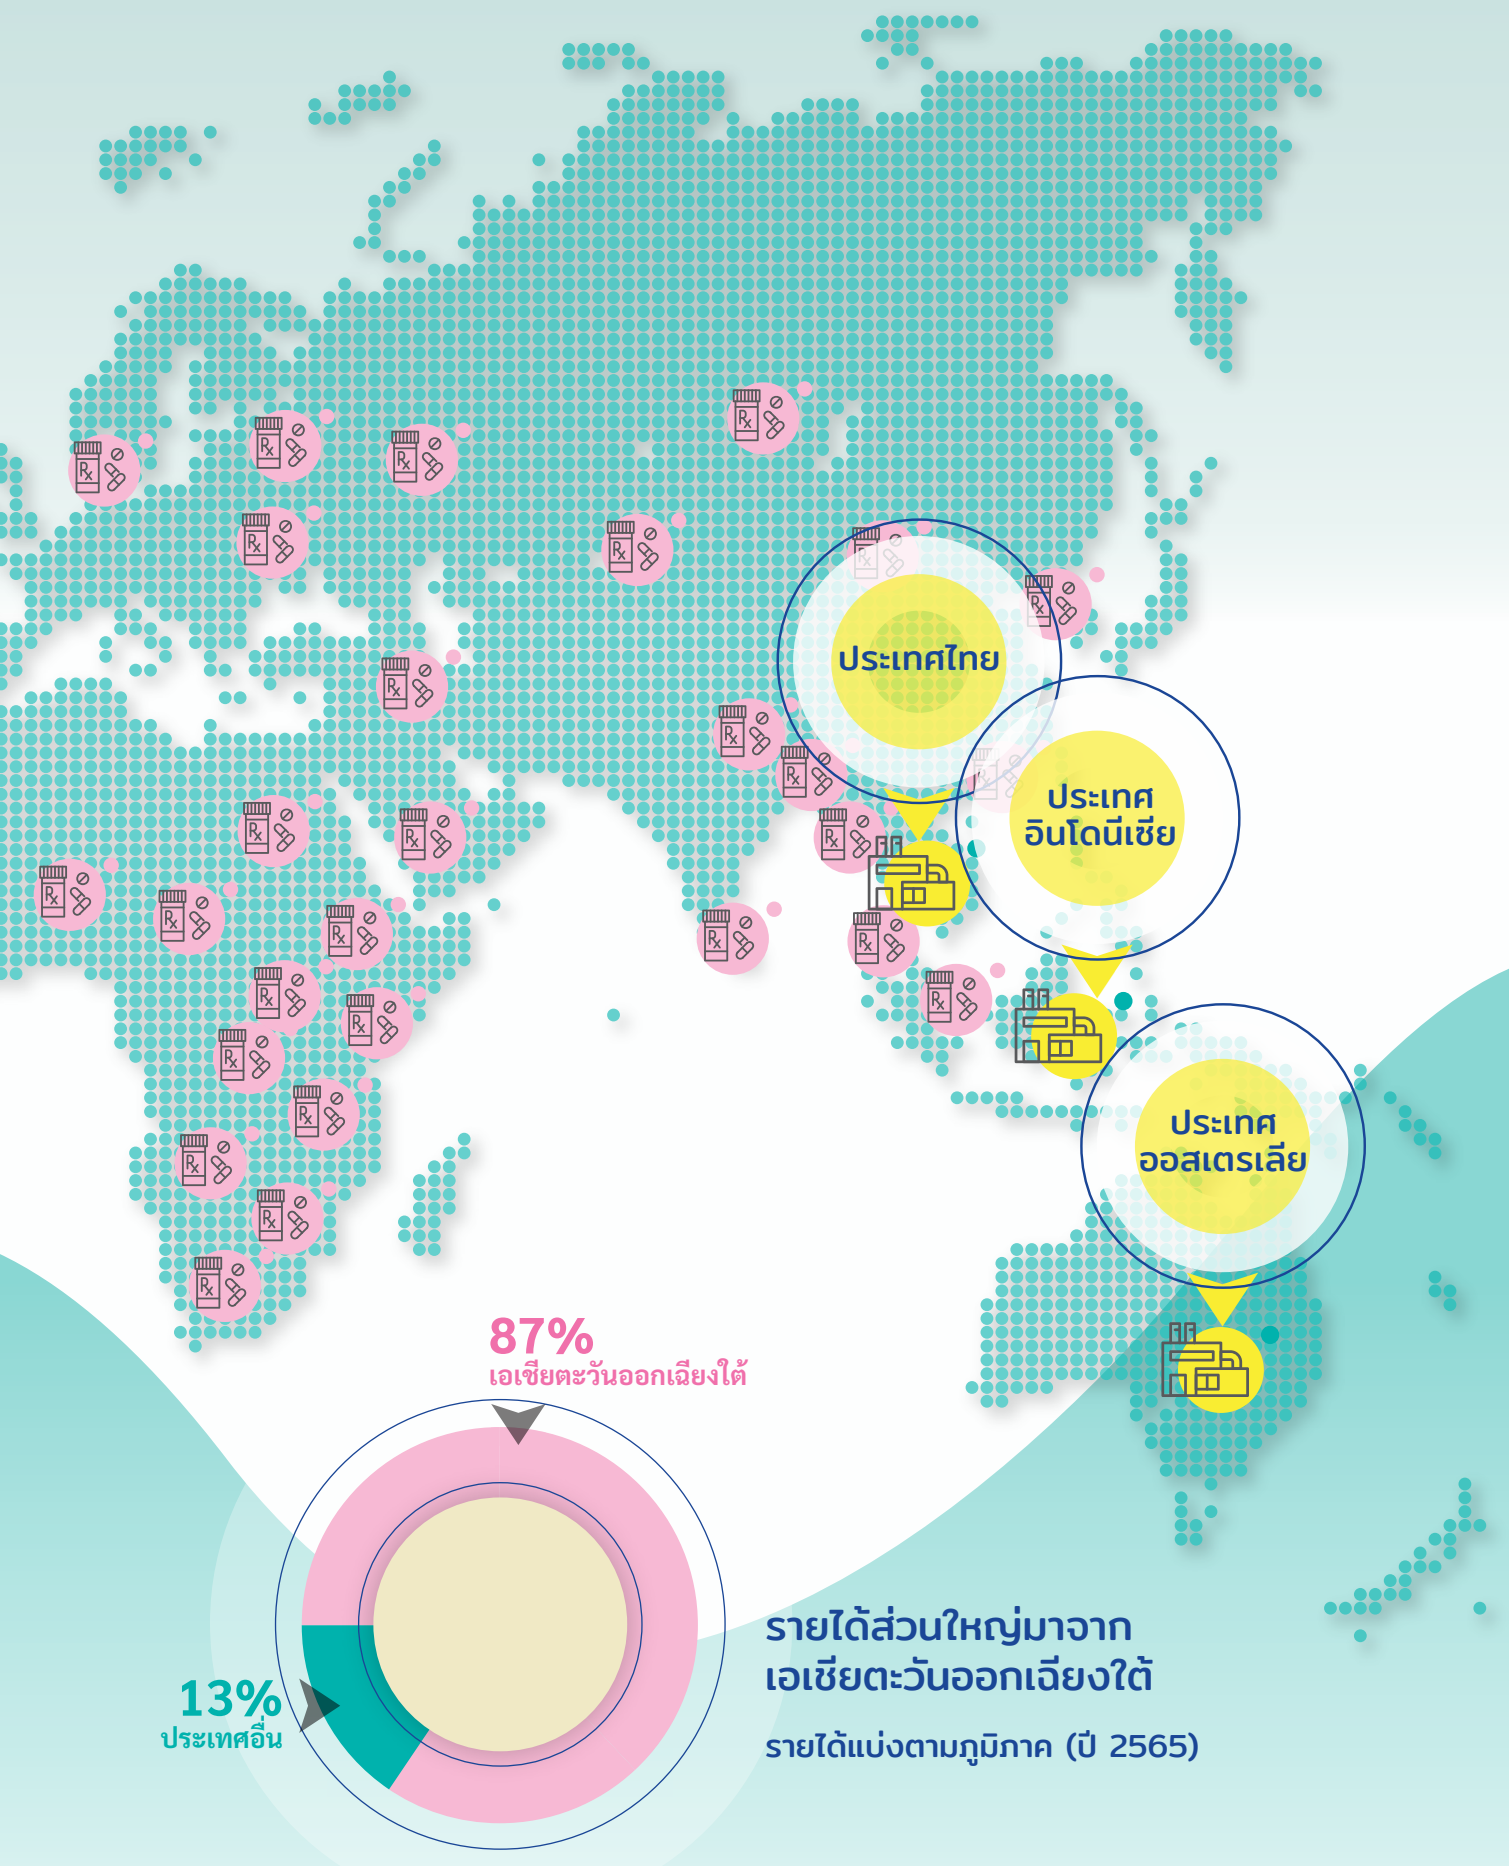 ประเทศไทย
ประเทศ
อินโดนีเซีย
ประเทศ
ออสเตรเลีย
87%
เอเชียตะวันออกเฉียงใต้
13%
ประเทศอื่น
รายได้ส่วนใหญ่มาจาก
เอเชียตะวันออกเฉียงใต้
รายได้แบ่งตามภูมิภาค (ปี 2565)